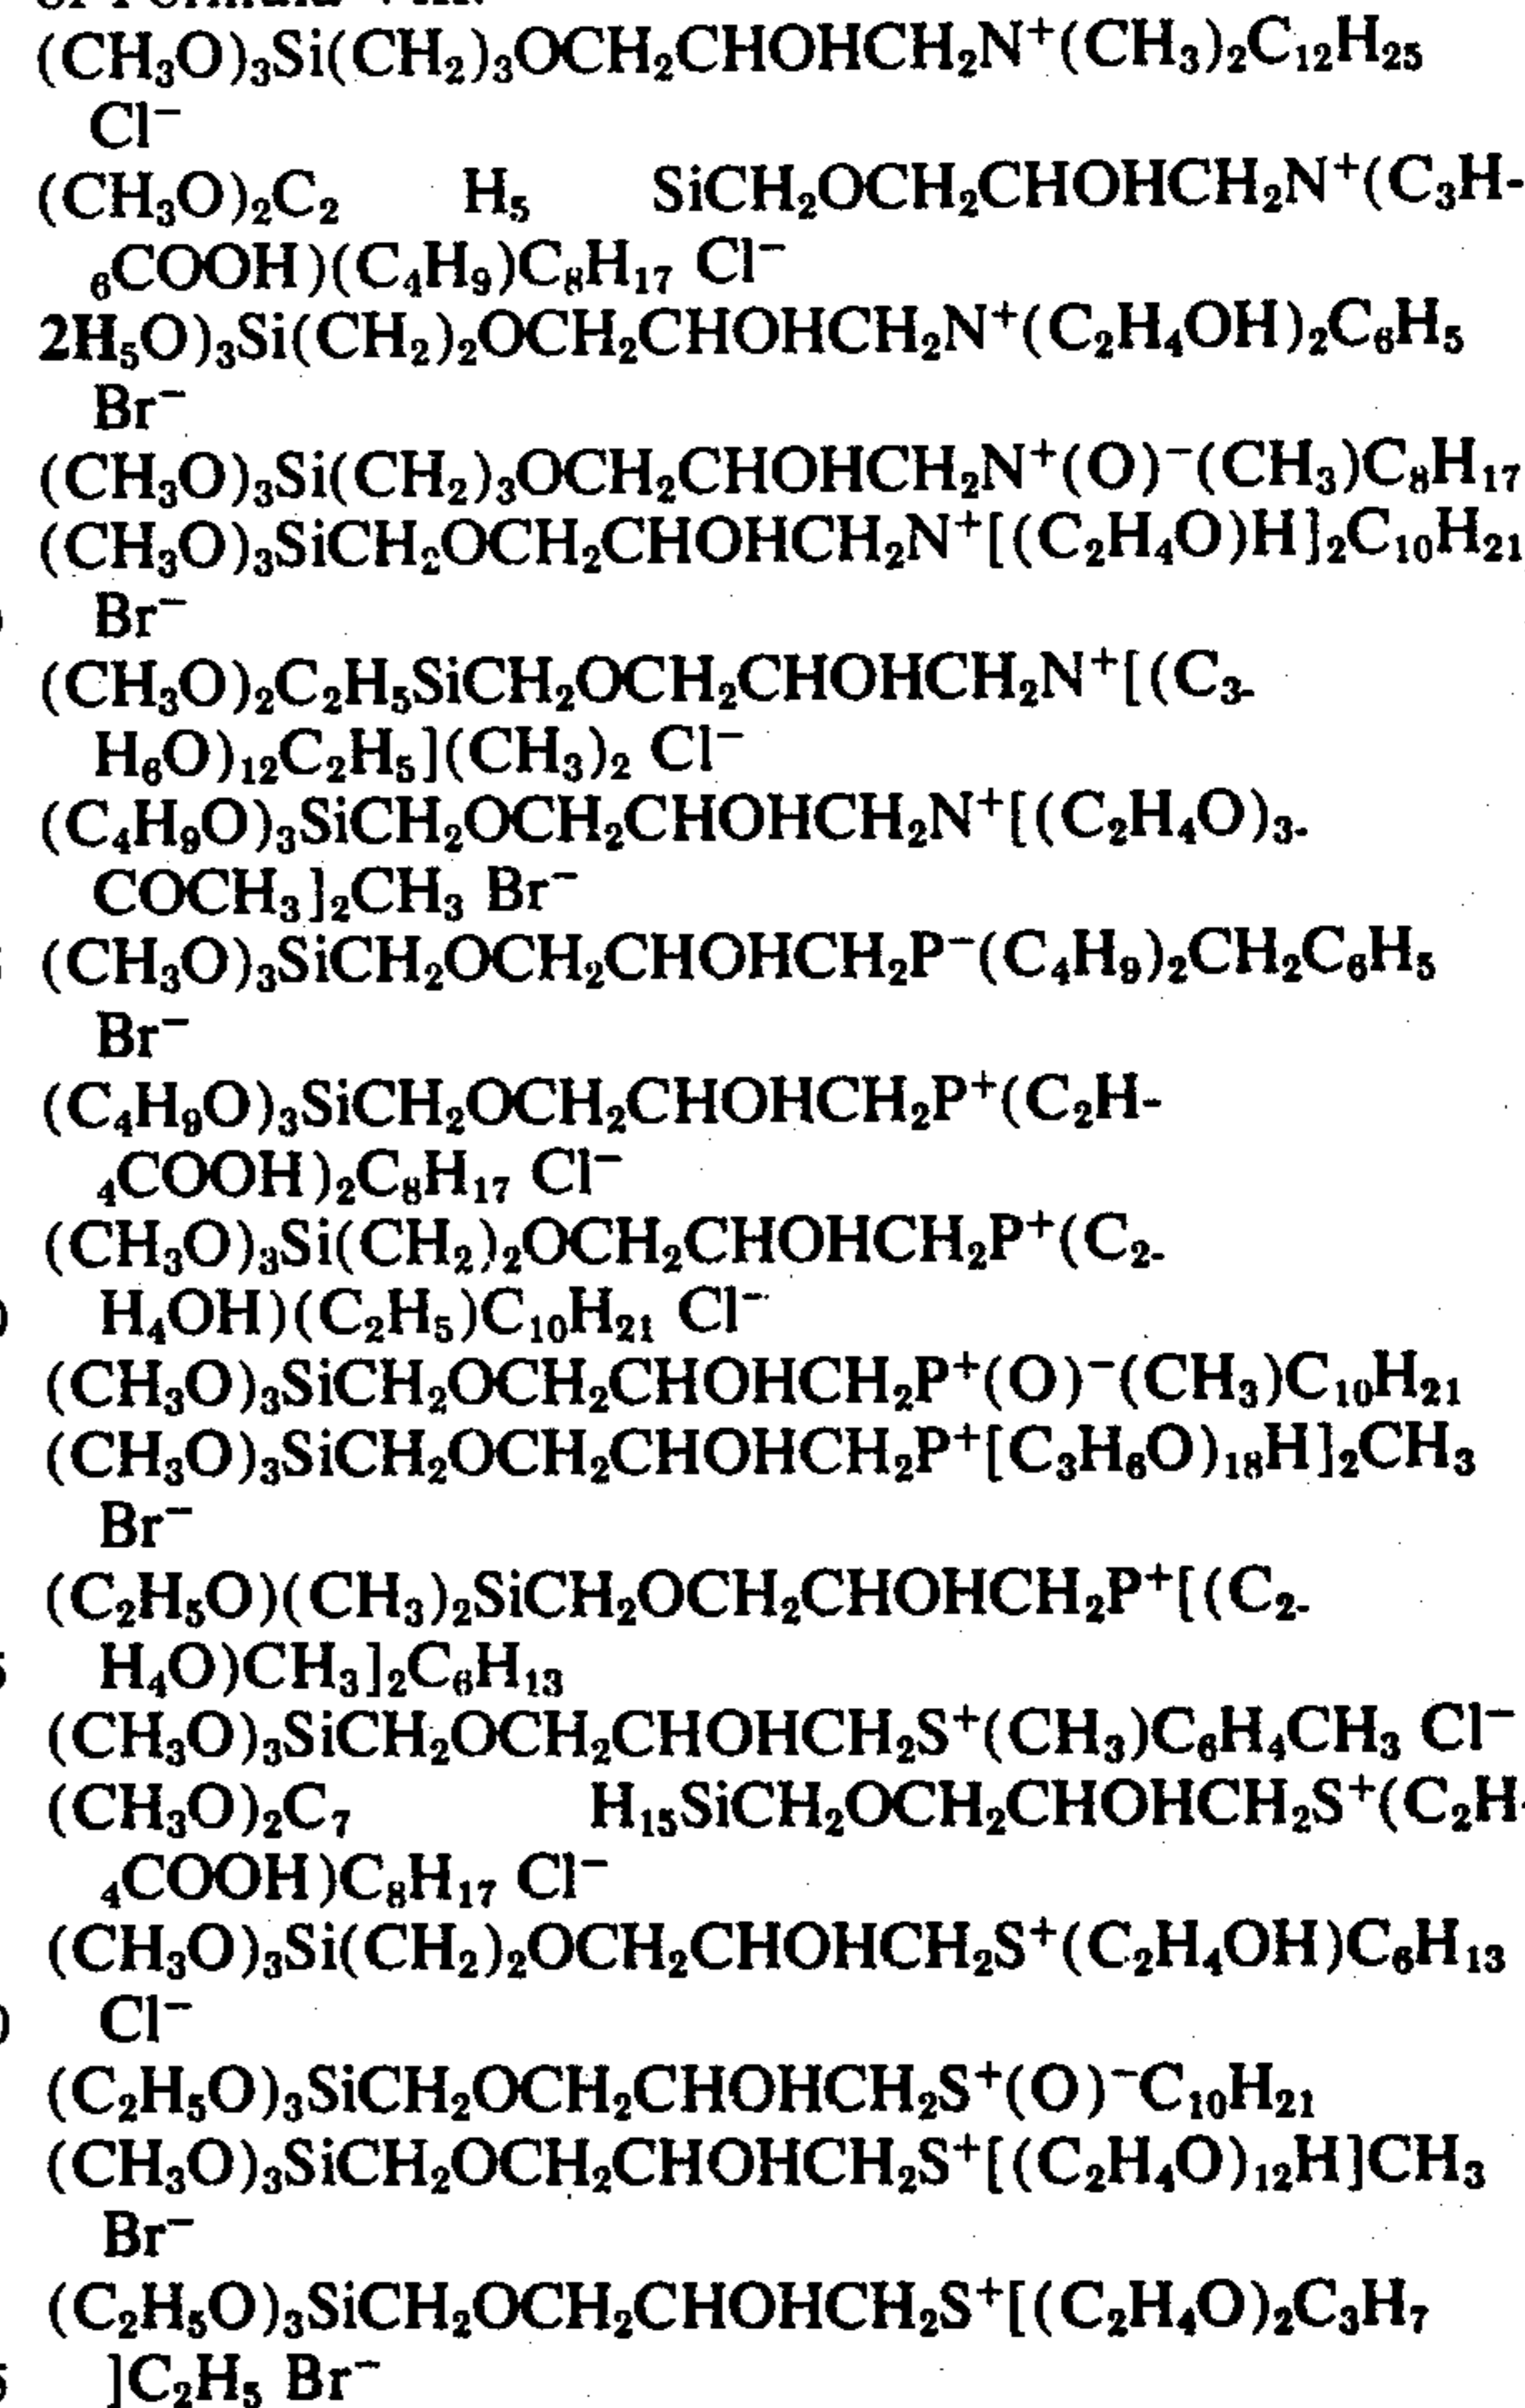 (CH₃O)₃Si(CH₂)₃OCH₂CHOHCH₂N⁺(CH₃)₂C₁₂H₂₅
Cl⁻
(CH₃O)₂C₂ H₅ SiCH₂OCH₂CHOHCH₂N⁺(C₃H-
₆COOH)(C₄H₉)C₈H₁₇ Cl⁻
2H₅O)₃Si(CH₂)₂OCH₂CHOHCH₂N⁺(C₂H₄OH)₂C₆H₅
Br⁻
(CH₃O)₃Si(CH₂)₃OCH₂CHOHCH₂N⁺(O)⁻(CH₃)C₈H₁₇
(CH₃O)₃SiCH₂OCH₂CHOHCH₂N⁺[(C₂H₄O)H]₂C₁₀H₂₁
Br⁻
(CH₃O)₂C₂H₅SiCH₂OCH₂CHOHCH₂N⁺[(C₃-
H₆O)₁₂C₂H₅](CH₃)₂ Cl⁻
(C₄H₉O)₃SiCH₂OCH₂CHOHCH₂N⁺[(C₂H₄O)₃-
COCH₃]₂CH₃ Br⁻
(CH₃O)₃SiCH₂OCH₂CHOHCH₂P⁻(C₄H₉)₂CH₂C₆H₅
Br⁻
(C₄H₉O)₃SiCH₂OCH₂CHOHCH₂P⁺(C₂H-
₄COOH)₂C₈H₁₇ Cl⁻
(CH₃O)₃Si(CH₂)₂OCH₂CHOHCH₂P⁺(C₂-
H₄OH)(C₂H₅)C₁₀H₂₁ Cl⁻
(CH₃O)₃SiCH₂OCH₂CHOHCH₂P⁺(O)⁻(CH₃)C₁₀H₂₁
(CH₃O)₃SiCH₂OCH₂CHOHCH₂P⁺[C₃H₆O)₁₈H]₂CH₃
Br⁻
(C₂H₅O)(CH₃)₂SiCH₂OCH₂CHOHCH₂P⁺[(C₂-
H₄O)CH₃]₂C₆H₁₃
(CH₃O)₃SiCH₂OCH₂CHOHCH₂S⁺(CH₃)C₆H₄CH₃ Cl⁻
(CH₃O)₂C₇ H₁₅SiCH₂OCH₂CHOHCH₂S⁺(C₂H-
₄COOH)C₈H₁₇ Cl⁻
(CH₃O)₃Si(CH₂)₂OCH₂CHOHCH₂S⁺(C₂H₄OH)C₆H₁₃
Cl⁻
(C₂H₅O)₃SiCH₂OCH₂CHOHCH₂S⁺(O)⁻C₁₀H₂₁
(CH₃O)₃SiCH₂OCH₂CHOHCH₂S⁺[(C₂H₄O)₁₂H]CH₃
Br⁻
(C₂H₅O)₃SiCH₂OCH₂CHOHCH₂S⁺[(C₂H₄O)₂C₃H₇
]C₂H₅ Br⁻